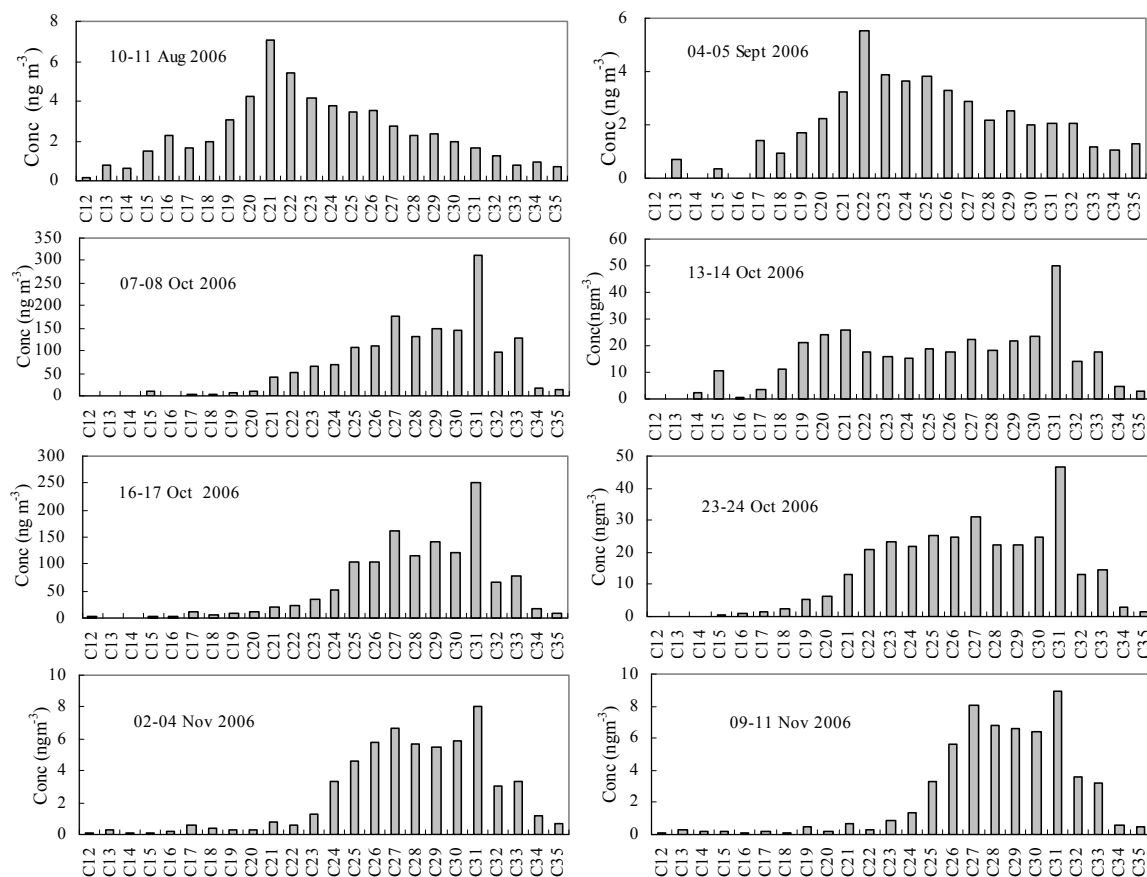 10-11 Aug 2006
Conc (ng m-3)
8
6
4
2
0
C12 C13 C14 C15 C16 C17 C18 C19 C20 C21 C22 C23 C24 C25 C26 C27 C28 C29 C30 C31 C32 C33 C34 C35
04-05 Sept 2006
Conc (ng m-3)
6
4
2
0
C12 C13 C14 C15 C16 C17 C18 C19 C20 C21 C22 C23 C24 C25 C26 C27 C28 C29 C30 C31 C32 C33 C34 C35
07-08 Oct 2006
Conc (ng m-3)
350
300
250
200
150
100
50
0
C12 C13 C14 C15 C16 C17 C18 C19 C20 C21 C22 C23 C24 C25 C26 C27 C28 C29 C30 C31 C32 C33 C34 C35
13-14 Oct 2006
Conc(ngm-3)
60
50
40
30
20
10
0
C12 C13 C14 C15 C16 C17 C18 C19 C20 C21 C22 C23 C24 C25 C26 C27 C28 C29 C30 C31 C32 C33 C34 C35
16-17 Oct 2006
Conc (ng m-3)
300
250
200
150
100
50
0
C12 C13 C14 C15 C16 C17 C18 C19 C20 C21 C22 C23 C24 C25 C26 C27 C28 C29 C30 C31 C32 C33 C34 C35
23-24 Oct 2006
Conc (ngm-3)
50
40
30
20
10
0
C12 C13 C14 C15 C16 C17 C18 C19 C20 C21 C22 C23 C24 C25 C26 C27 C28 C29 C30 C31 C32 C33 C34 C35
02-04 Nov 2006
Conc (ngm-3)
10
8
6
4
2
0
C12 C13 C14 C15 C16 C17 C18 C19 C20 C21 C22 C23 C24 C25 C26 C27 C28 C29 C30 C31 C32 C33 C34 C35
09-11 Nov 2006
Conc (ngm-3)
10
8
6
4
2
0
C12 C13 C14 C15 C16 C17 C18 C19 C20 C21 C22 C23 C24 C25 C26 C27 C28 C29 C30 C31 C32 C33 C34 C35